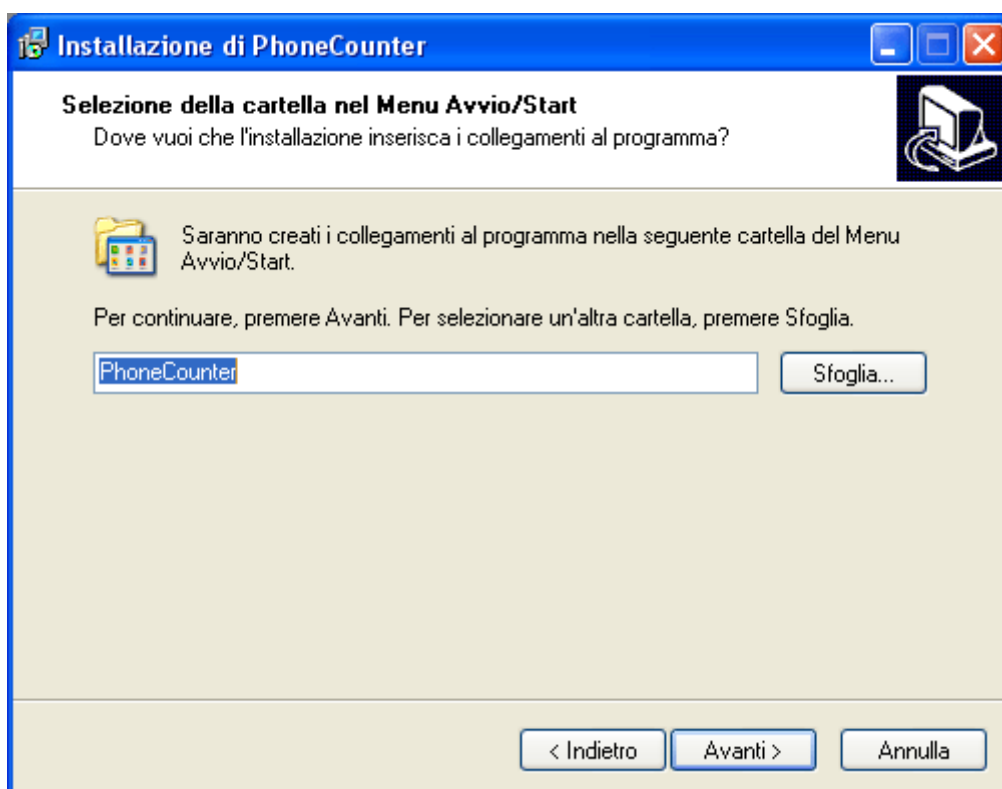 Installazione di PhoneCounter
Selezione della cartella nel Menu Avvio/Start
Dove vuoi che l'installazione inserisca i collegamenti al programma?
Saranno creati i collegamenti al programma nella seguente cartella del Menu
Avvio/Start.
Per continuare, premere Avanti. Per selezionare un'altra cartella, premere Sfoglia.
PhoneCounter
Sfoglia...
< Indietro
Avanti >
Annulla